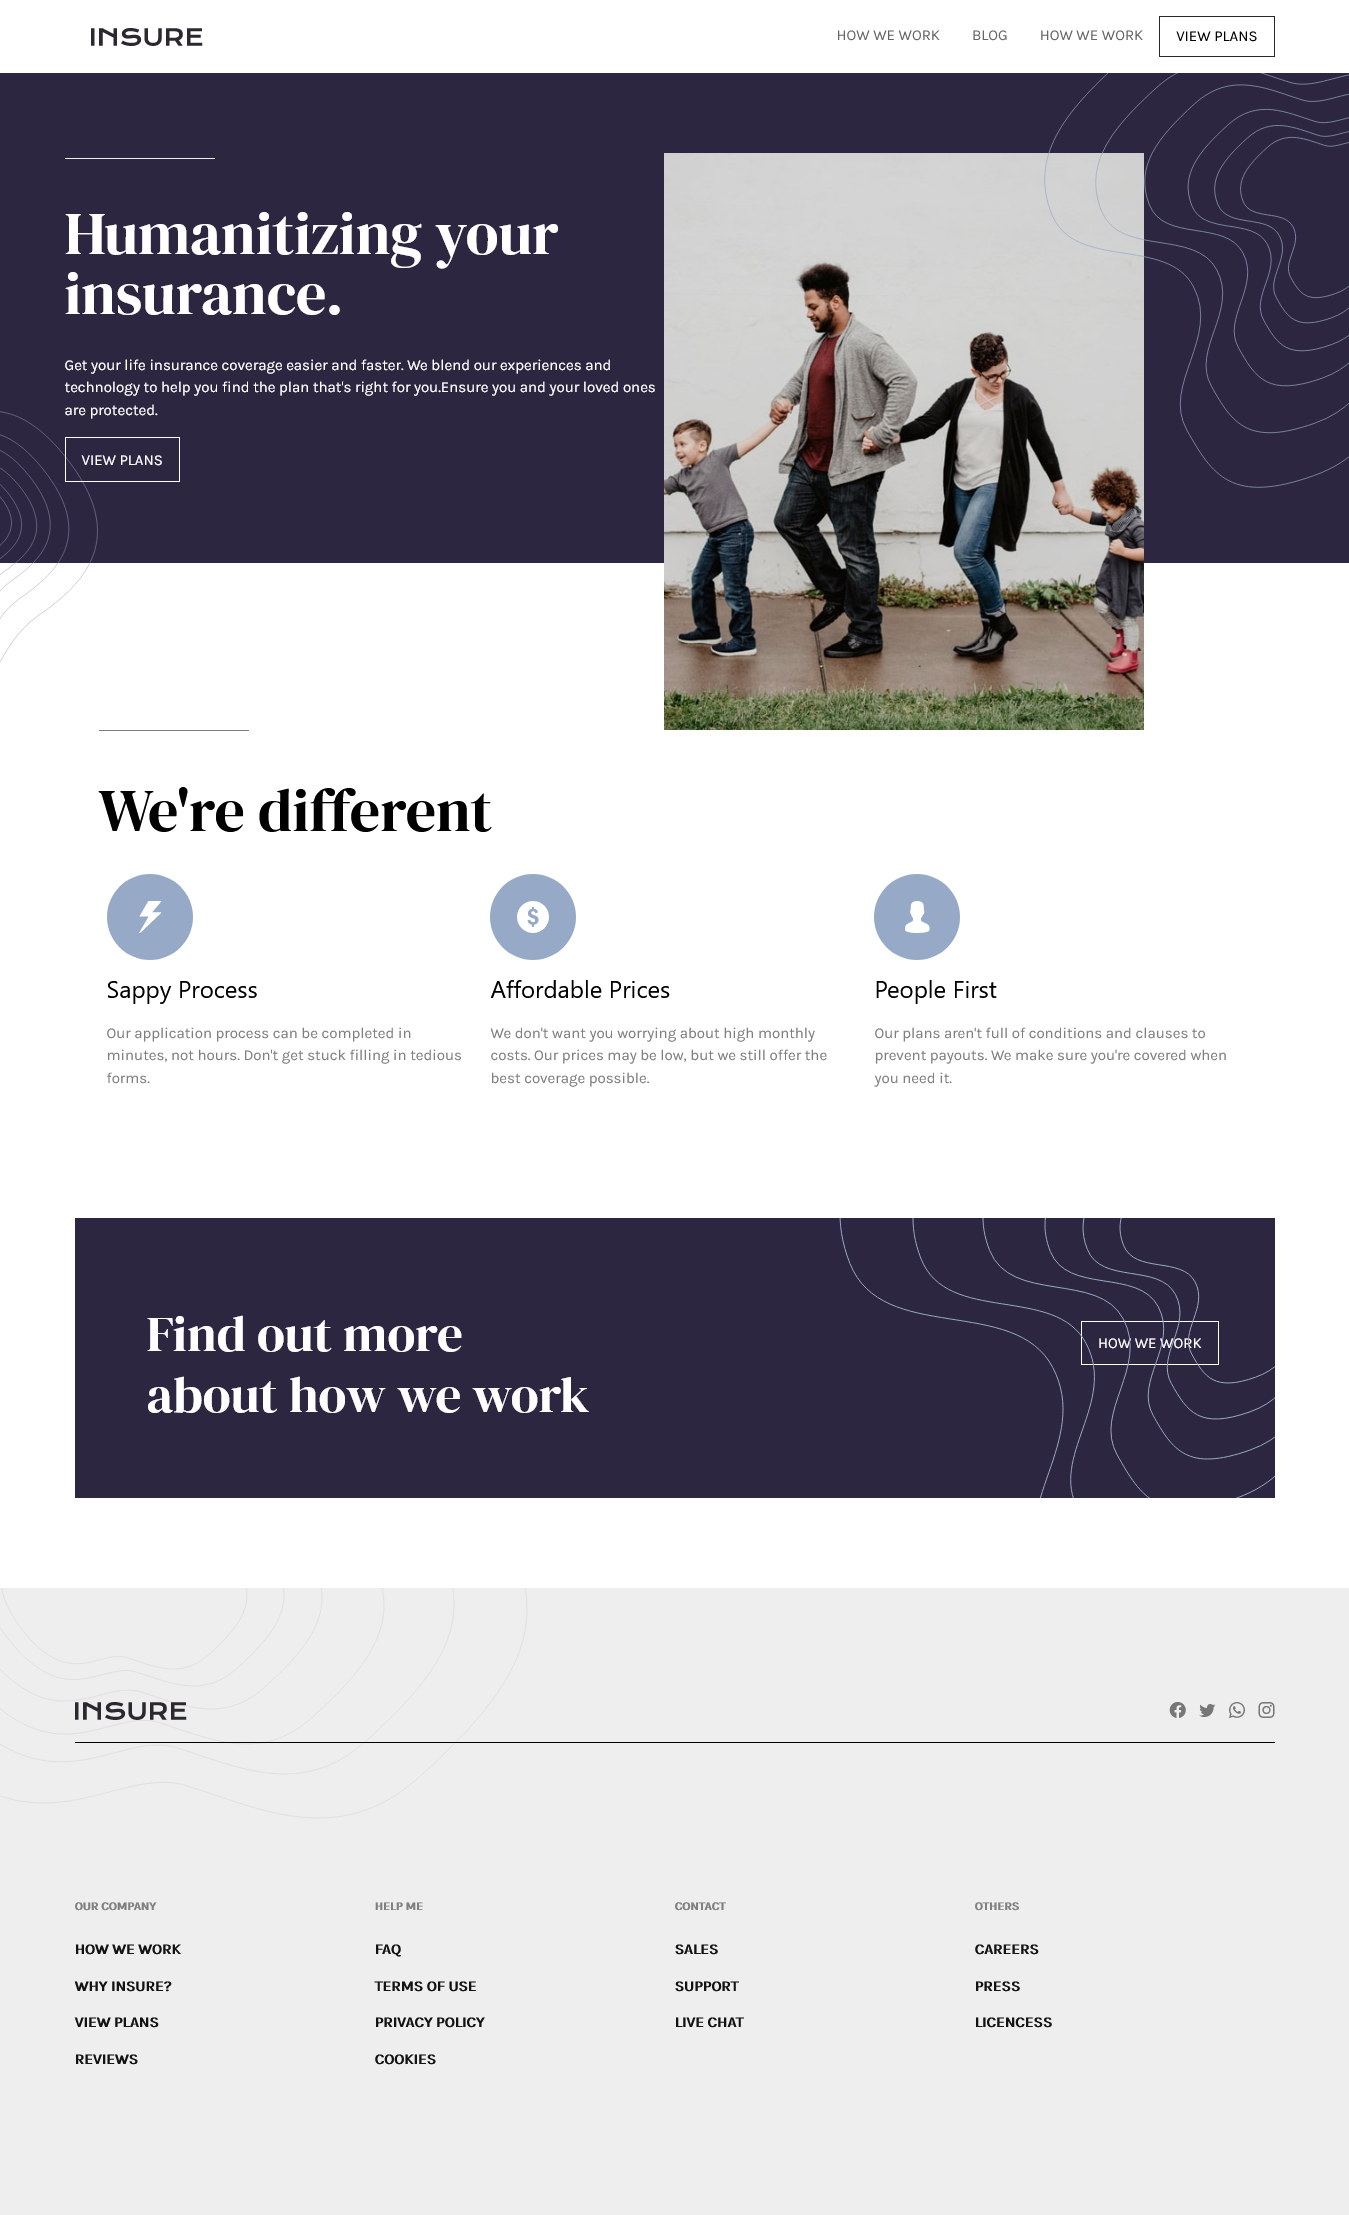 INSURE
HOW WE WORK
BLOG
HOW WE WORK
VIEW PLANS
Humanitizing your
insurance.
Get your life insurance coverage easier and faster. We blend our experiences and
technology to help you find the plan that's right for you.Ensure you and your loved ones
are protected.
VIEW PLANS
We're different
Sappy Process
Our application process can be completed in
minutes, not hours. Don't get stuck filling in tedious
forms.
Affordable Prices
We don't want you worrying about high monthly
costs. Our prices may be low, but we still offer the
best coverage possible.
People First
Our plans aren't full of conditions and clauses to
prevent payouts. We make sure you're covered when
you need it.
Find out more
about how we work
HOW WE WORK
INSURE
OUR COMPANY
HOW WE WORK
WHY INSURE?
VIEW PLANS
REVIEWS
HELP ME
FAQ
TERMS OF USE
PRIVACY POLICY
COOKIES
CONTACT
SALES
SUPPORT
LIVE CHAT
OTHERS
CAREERS
PRESS
LICENCESS